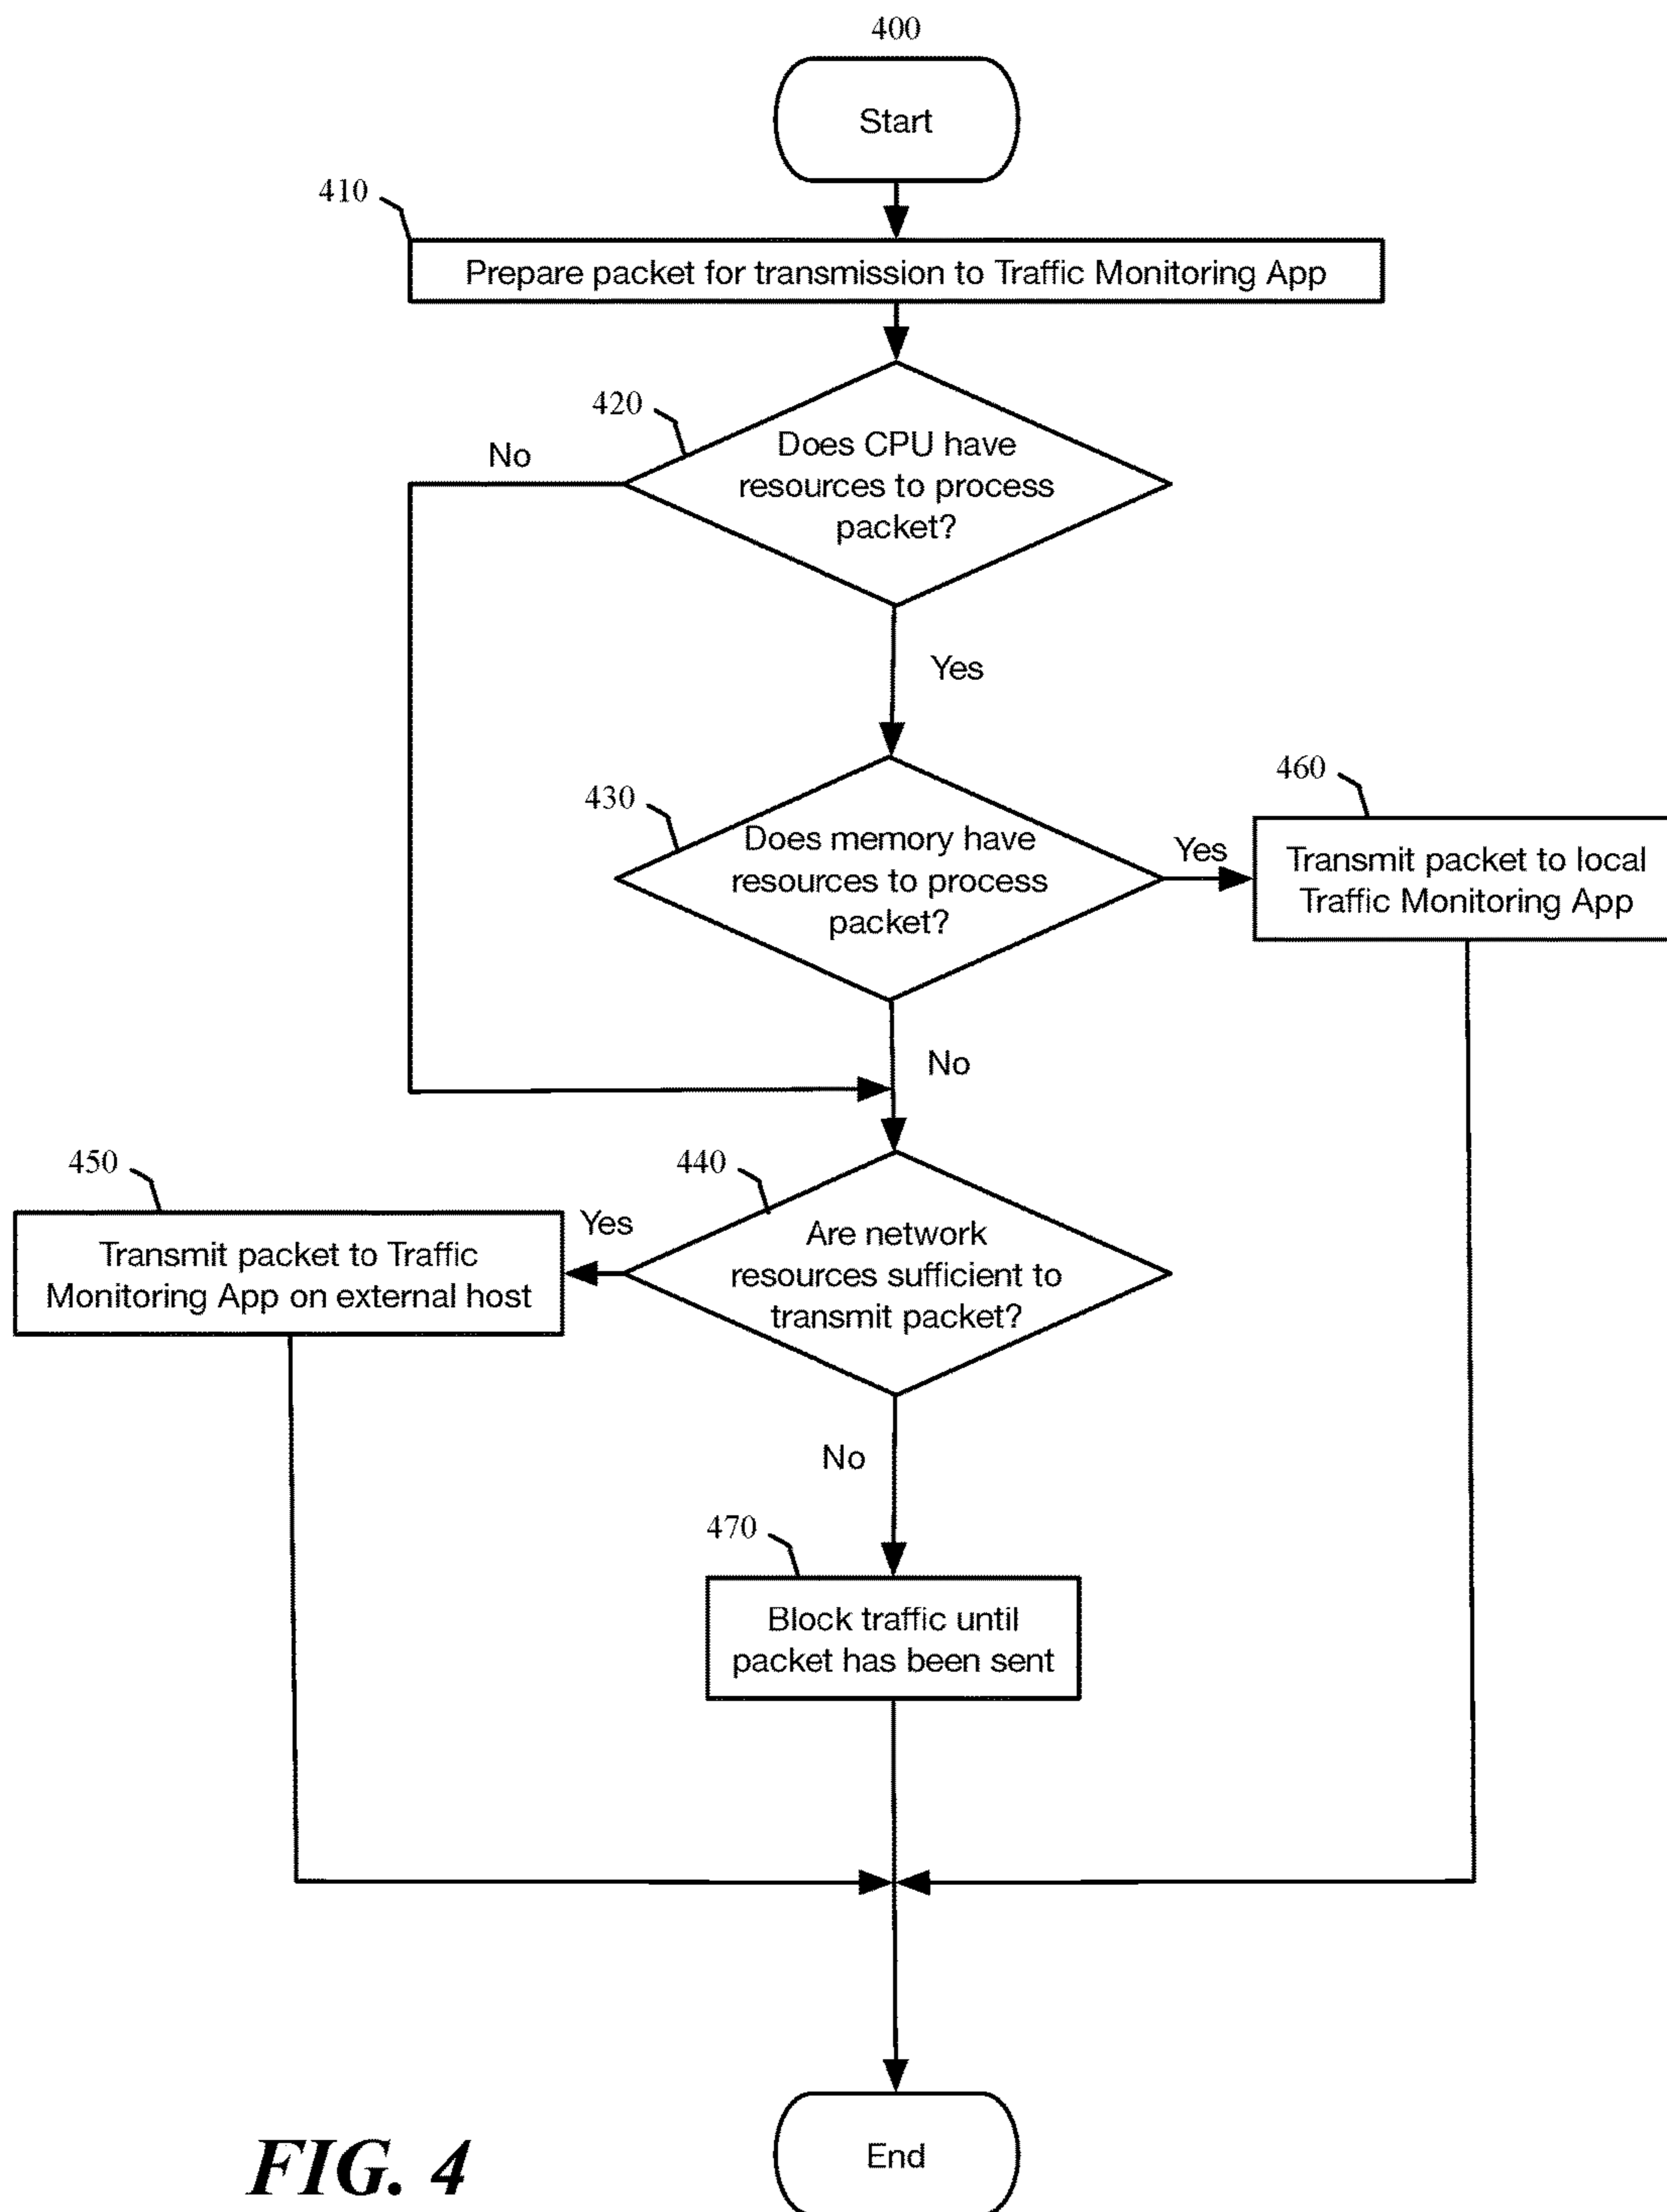 400
Start
410
Prepare packet for transmission to Traffic Monitoring App
420
No
Does CPU have
resources to process
packet?
Yes
430
Does memory have
resources to process
packet?
Yes
460
Transmit packet to local
Traffic Monitoring App
No
450
Transmit packet to Traffic
Monitoring App on external host
Yes
440
Are network
resources sufficient to
transmit packet?
No
470
Block traffic until
packet has been sent
End
FIG. 4